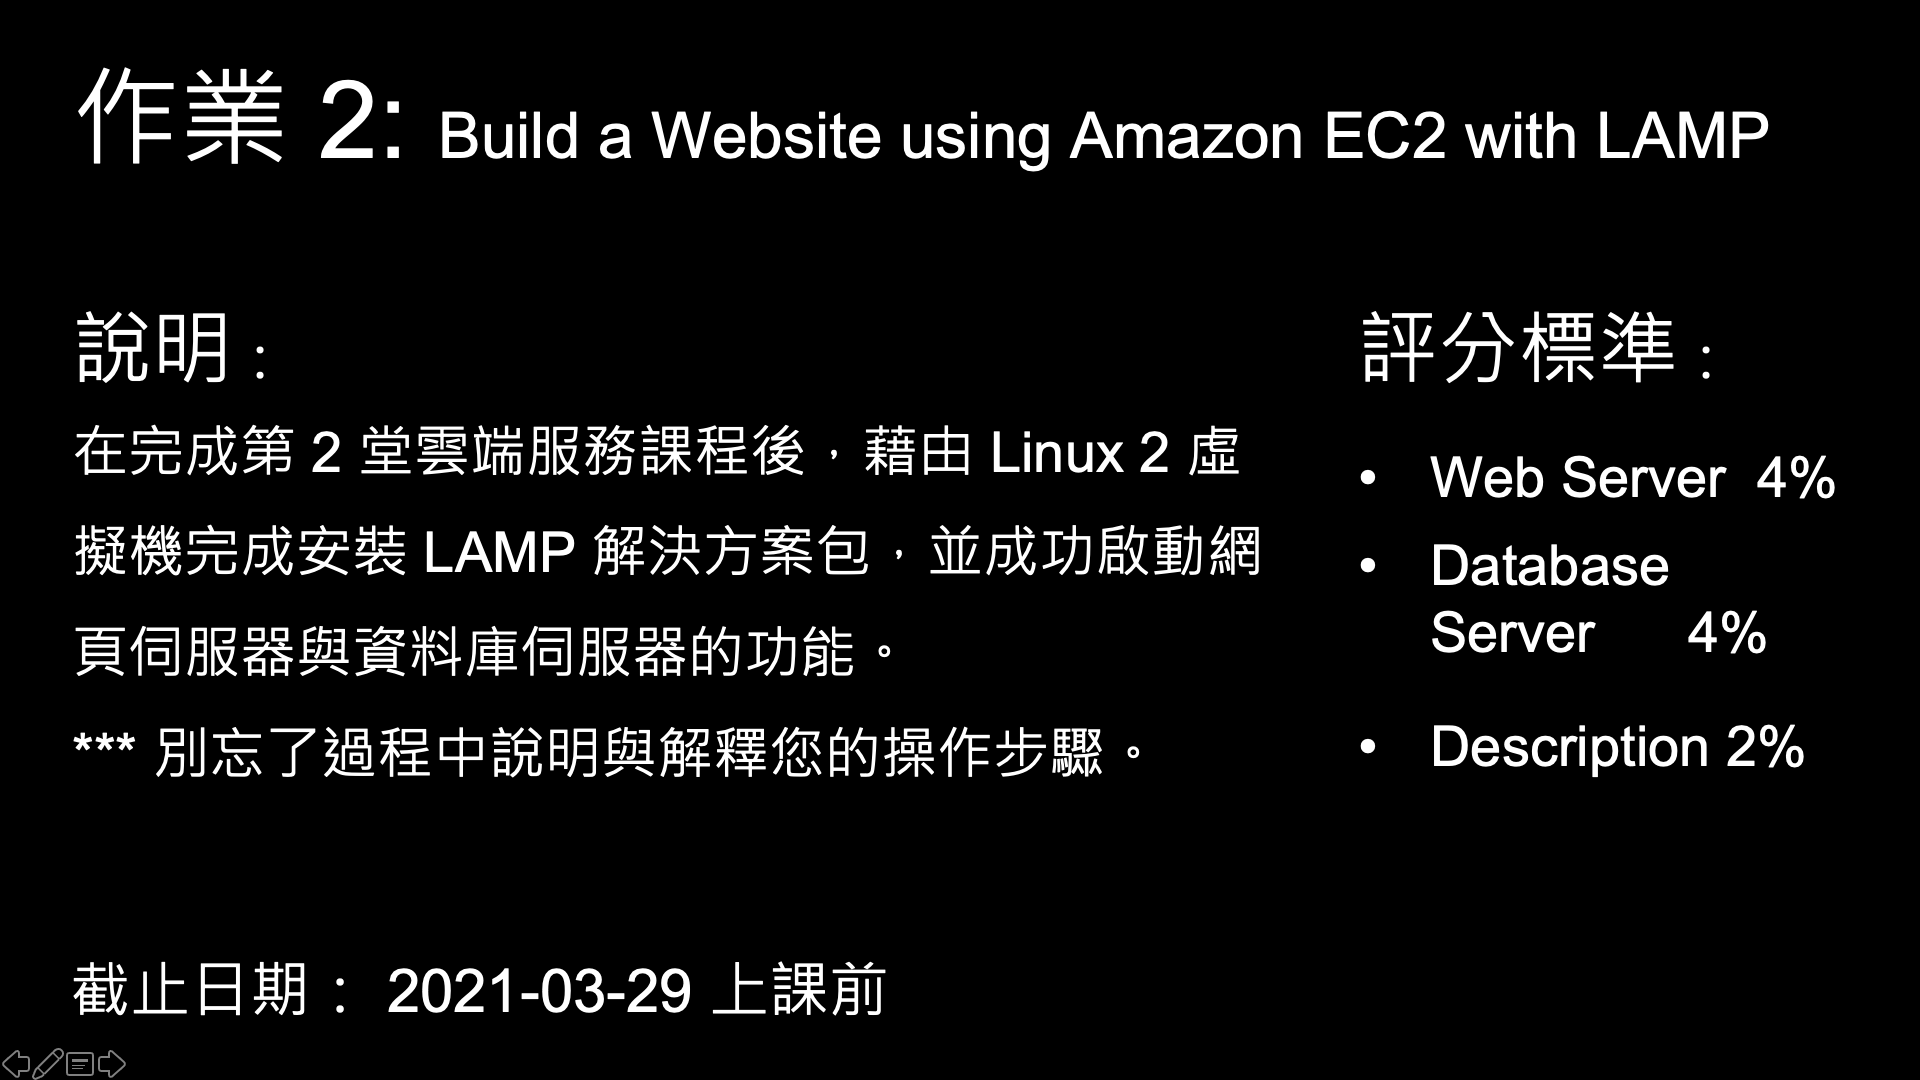 作業 2: Build a Website using Amazon EC2 with LAMP
說明：
在完成第 2 堂雲端服務課程後，藉由 Linux 2 虛
擬機完成安裝 LAMP 解決方案包，並成功啟動網
頁伺服器與資料庫伺服器的功能。
*** 別忘了過程中說明與解釋您的操作步驟。
評分標準：
• Web Server 4%
• Database
Server 4%
• Description 2%
截止日期： 2021-03-29 上課前